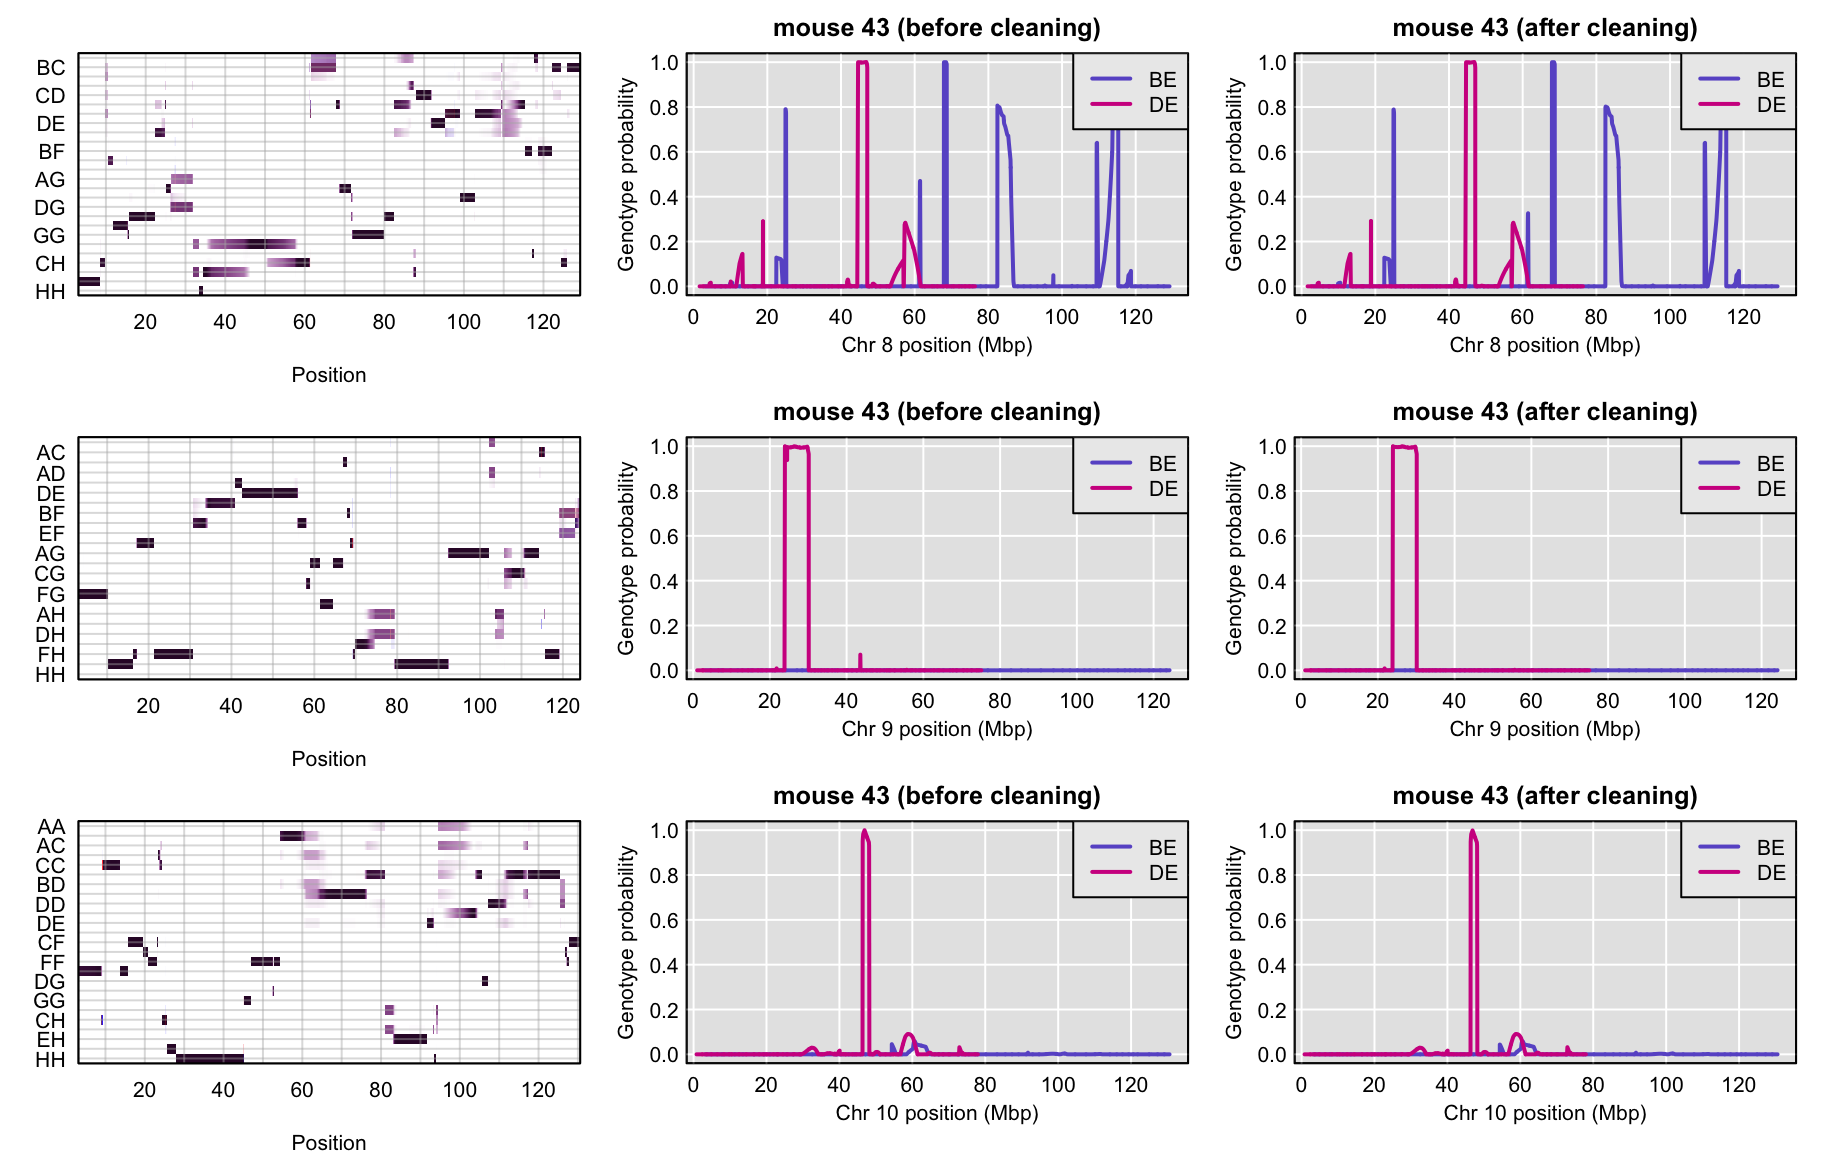 BC
CD
DE
BF
AG
DG
GG
CH
HH
20 40 60 80 100 120
Position
mouse 43 (before cleaning)
Genotype probability
1.0
0.8
0.6
0.4
0.2
0.0
BE
DE
0 20 40 60 80 100 120
Chr 8 position (Mbp)
mouse 43 (after cleaning)
Genotype probability
1.0
0.8
0.6
0.4
0.2
0.0
BE
DE
0 20 40 60 80 100 120
Chr 8 position (Mbp)
AC
AD
DE
BF
EF
AG
CG
FG
AH
DH
FH
HH
20 40 60 80 100 120
Position
mouse 43 (before cleaning)
Genotype probability
1.0
0.8
0.6
0.4
0.2
0.0
BE
DE
0 20 40 60 80 100 120
Chr 9 position (Mbp)
mouse 43 (after cleaning)
Genotype probability
1.0
0.8
0.6
0.4
0.2
0.0
BE
DE
0 20 40 60 80 100 120
Chr 9 position (Mbp)
AA
AC
CC
BD
DD
DE
CF
FF
DG
GG
CH
EH
HH
20 40 60 80 100 120
Position
mouse 43 (before cleaning)
Genotype probability
1.0
0.8
0.6
0.4
0.2
0.0
BE
DE
0 20 40 60 80 100 120
Chr 10 position (Mbp)
mouse 43 (after cleaning)
Genotype probability
1.0
0.8
0.6
0.4
0.2
0.0
BE
DE
0 20 40 60 80 100 120
Chr 10 position (Mbp)